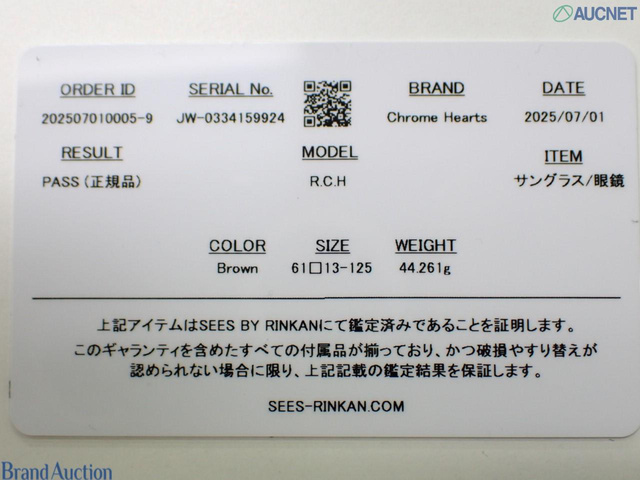 AUCNET
ORDER ID SERIAL No. BRAND DATE
202507010005-9 JW-0334159924 Chrome Hearts 2025/07/01
RESULT MODEL ITEM
PASS (正規品) R.C.H サングラス/眼鏡
COLOR SIZE WEIGHT
Brown 61□13-125 44.261g
上記アイテムはSEES BY RINKANにて鑑定済みであることを証明します。
このギャランティを含めたすべての付属品が揃っており、かつ破損やすり替えが
認められない場合に限り、上記記載の鑑定結果を保証します。
SEES-RINKAN.COM
Brand Auction